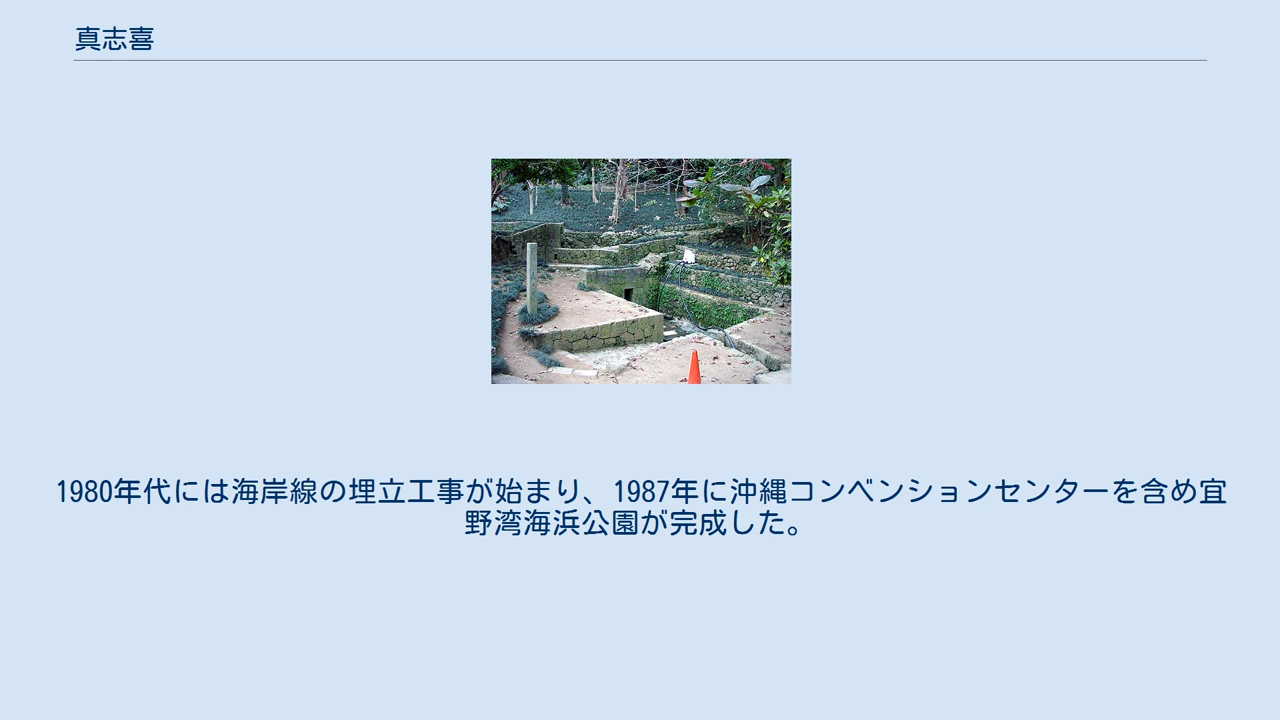 真志喜
1980年代には海岸線の埋立工事が始まり、1987年に沖縄コンベンションセンターを含め宜
野湾海浜公園が完成した。